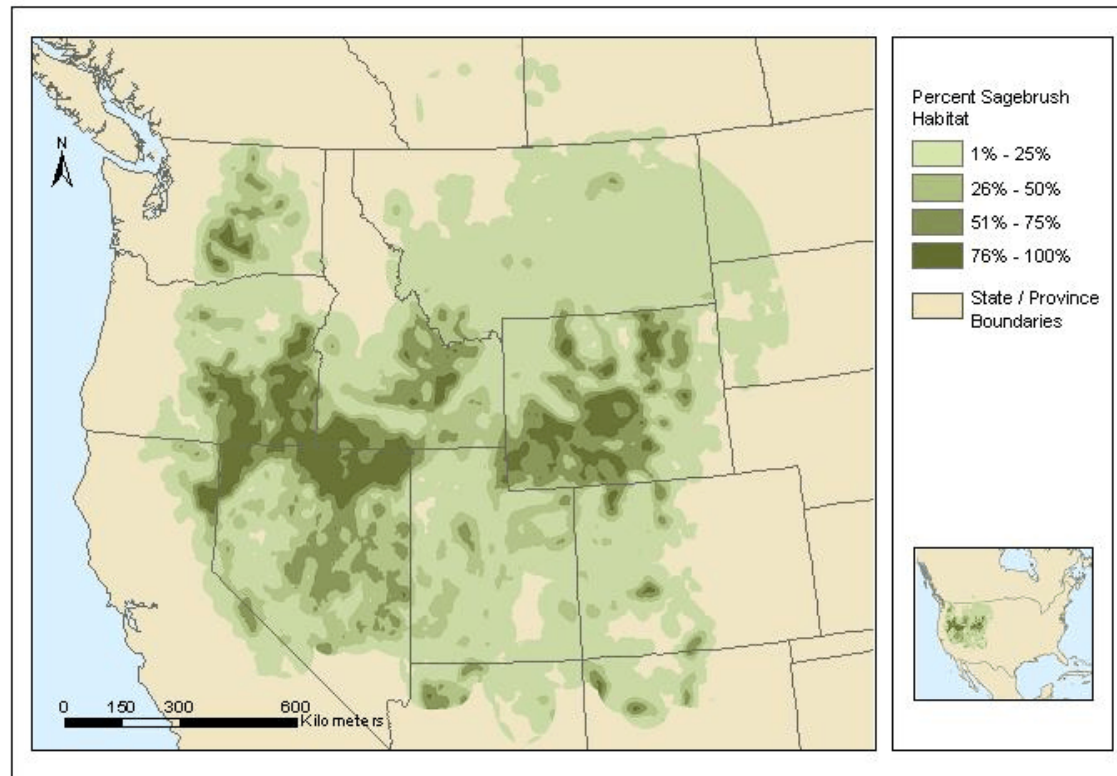 N
0 150 300 600
Kilometers
Percent Sagebrush
Habitat
1% - 25%
26% - 50%
51% - 75%
76% - 100%
State / Province
Boundaries